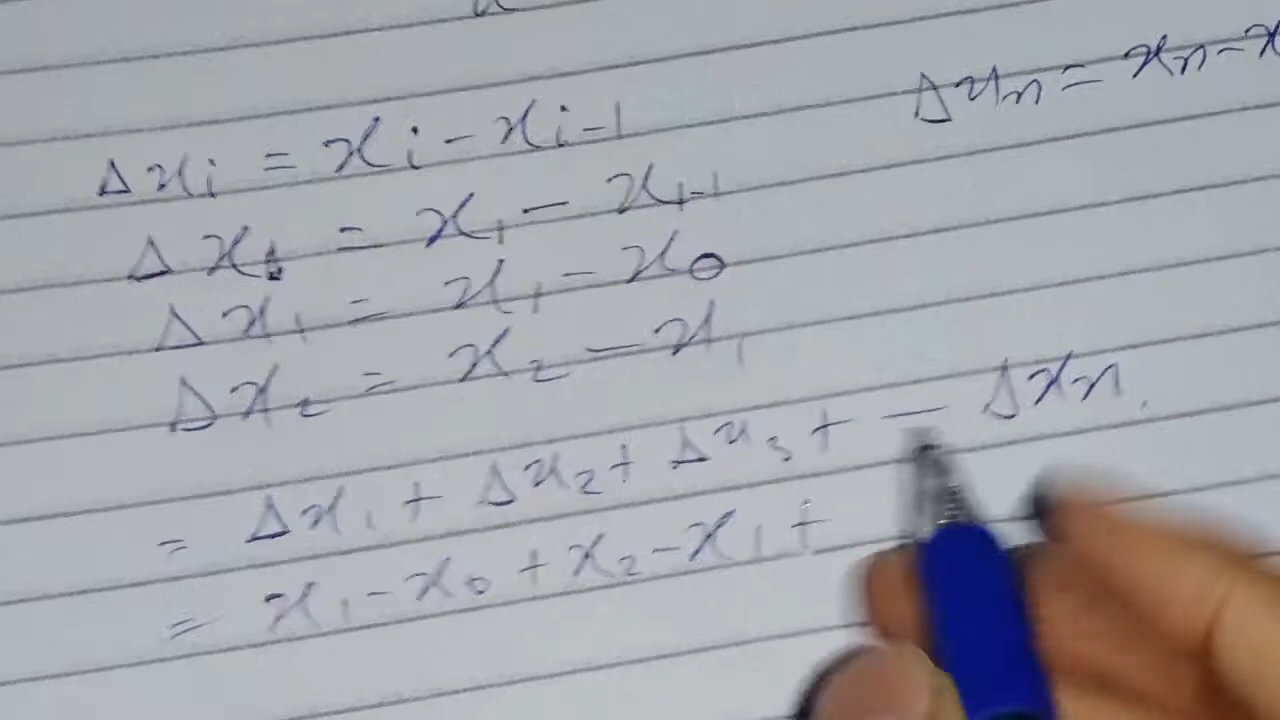 Δxi = xi - xi-1
Δxn = xn - x
Δx1 = x1 - x1-1
Δx1 = x1 - x0
Δx2 = x2 - x1
= Δx1 + Δx2 + Δx3 + — Δxn.
= x1 - x0 + x2 - x1 +